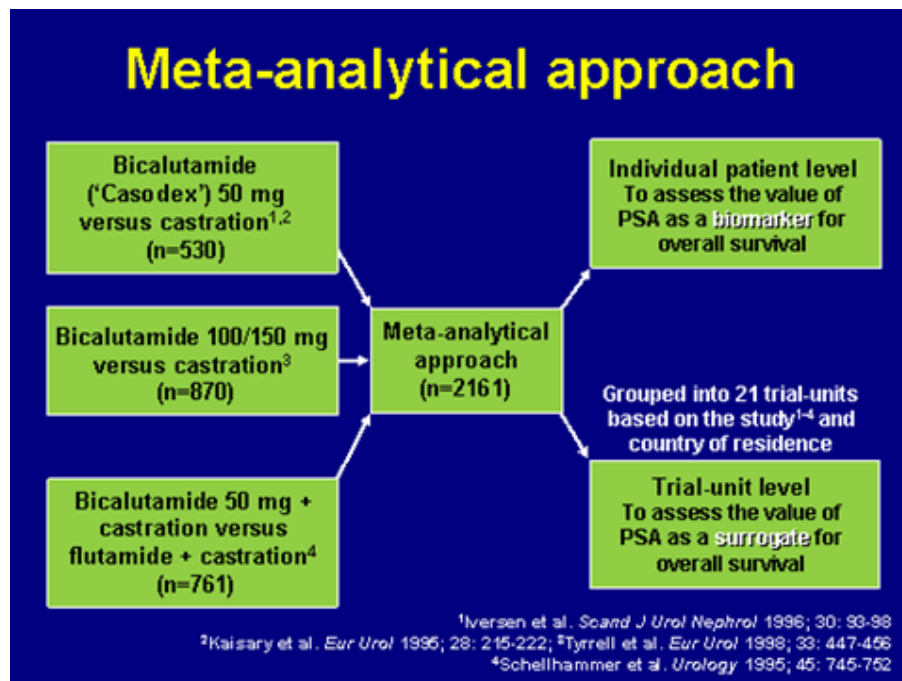 Meta-analytical approach
Bicalutamide
(‘Casodex’) 50 mg
versus castration¹,²
(n=530)
Bicalutamide 100/150 mg
versus castration³
(n=870)
Bicalutamide 50 mg +
castration versus
flutamide + castration⁴
(n=761)
Meta-analytical
approach
(n=2161)
Individual patient level
To assess the value of
PSA as a biomarker for
overall survival
Grouped into 21 trial-units
based on the study¹⁻⁴ and
country of residence
Trial-unit level
To assess the value of
PSA as a surrogate for
overall survival
¹Iversen et al. Scand J Urol Nephrol 1996; 30: 93-98
²Kaisary et al. Eur Urol 1995; 28: 215-222; ³Tyrrell et al. Eur Urol 1998; 33: 447-456
⁴Schellhammer et al. Urology 1995; 45: 745-752